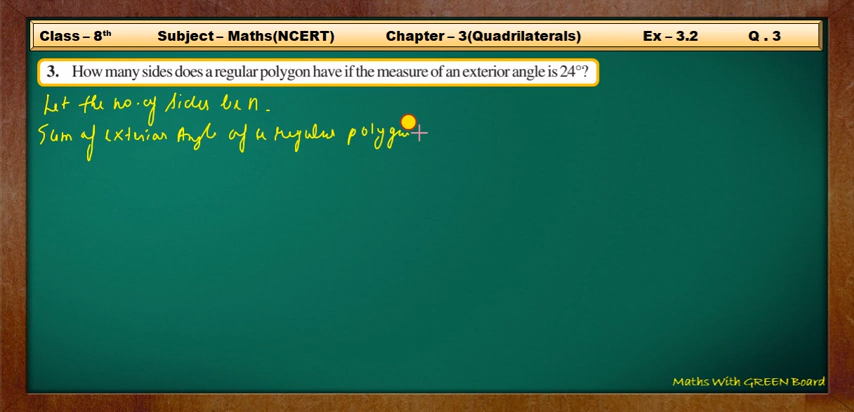 Class – 8th Subject – Maths(NCERT) Chapter – 3(Quadrilaterals) Ex – 3.2 Q . 3
3. How many sides does a regular polygon have if the measure of an exterior angle is 24°?
Let the no. of sides be n.
Sum of exterior Angle of a regular polygon
Maths With GREEN Board